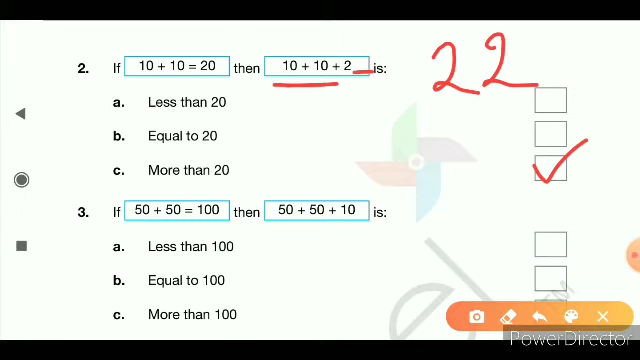 2. If 10 + 10 = 20 then 10 + 10 + 2 is: 22
a. Less than 20
b. Equal to 20
c. More than 20
3. If 50 + 50 = 100 then 50 + 50 + 10 is:
a. Less than 100
b. Equal to 100
c. More than 100
PowerDirector